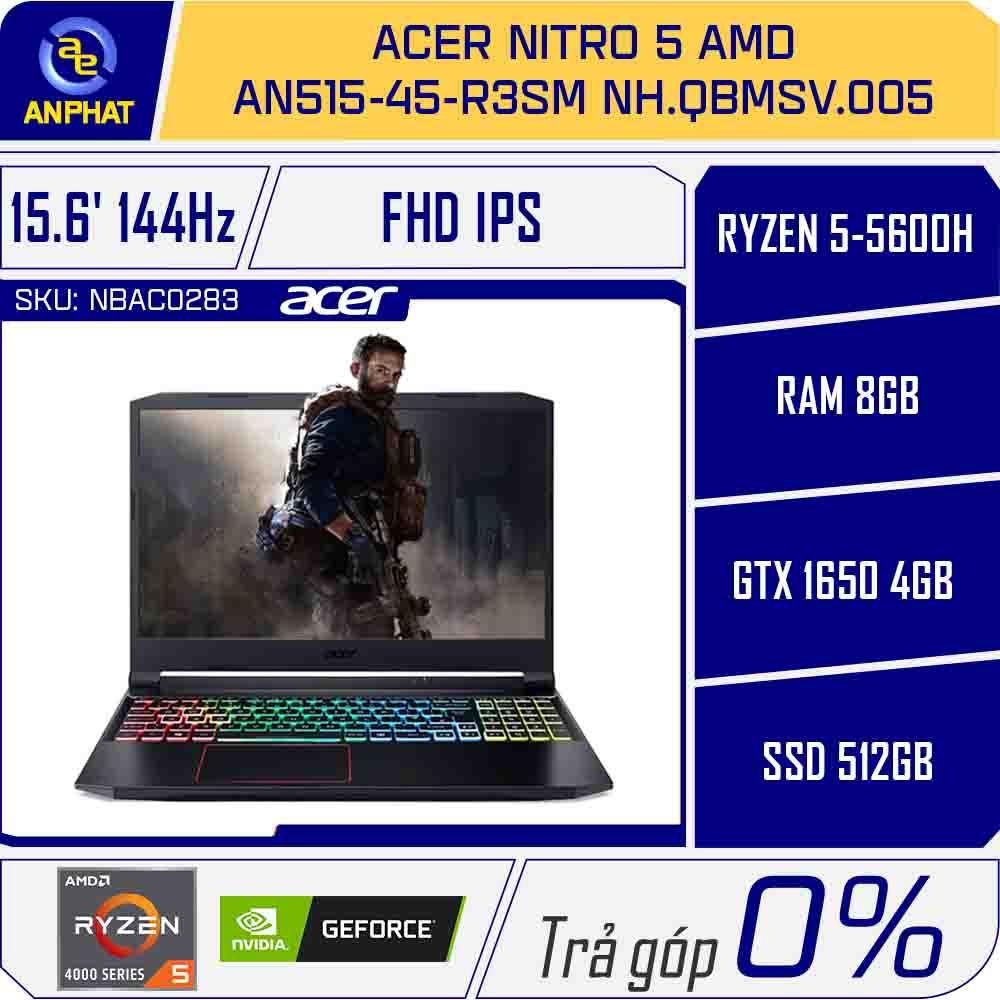 ANPHAT
ACER NITRO 5 AMD
AN515-45-R3SM NH.QBMSV.005
15.6' 144Hz
FHD IPS
RYZEN 5-5600H
SKU: NBAC0283
acer
RAM 8GB
GTX 1650 4GB
SSD 512GB
acer
AMD
RYZEN
4000 SERIES 5
NVIDIA.
GEFORCE
Trả góp 0%